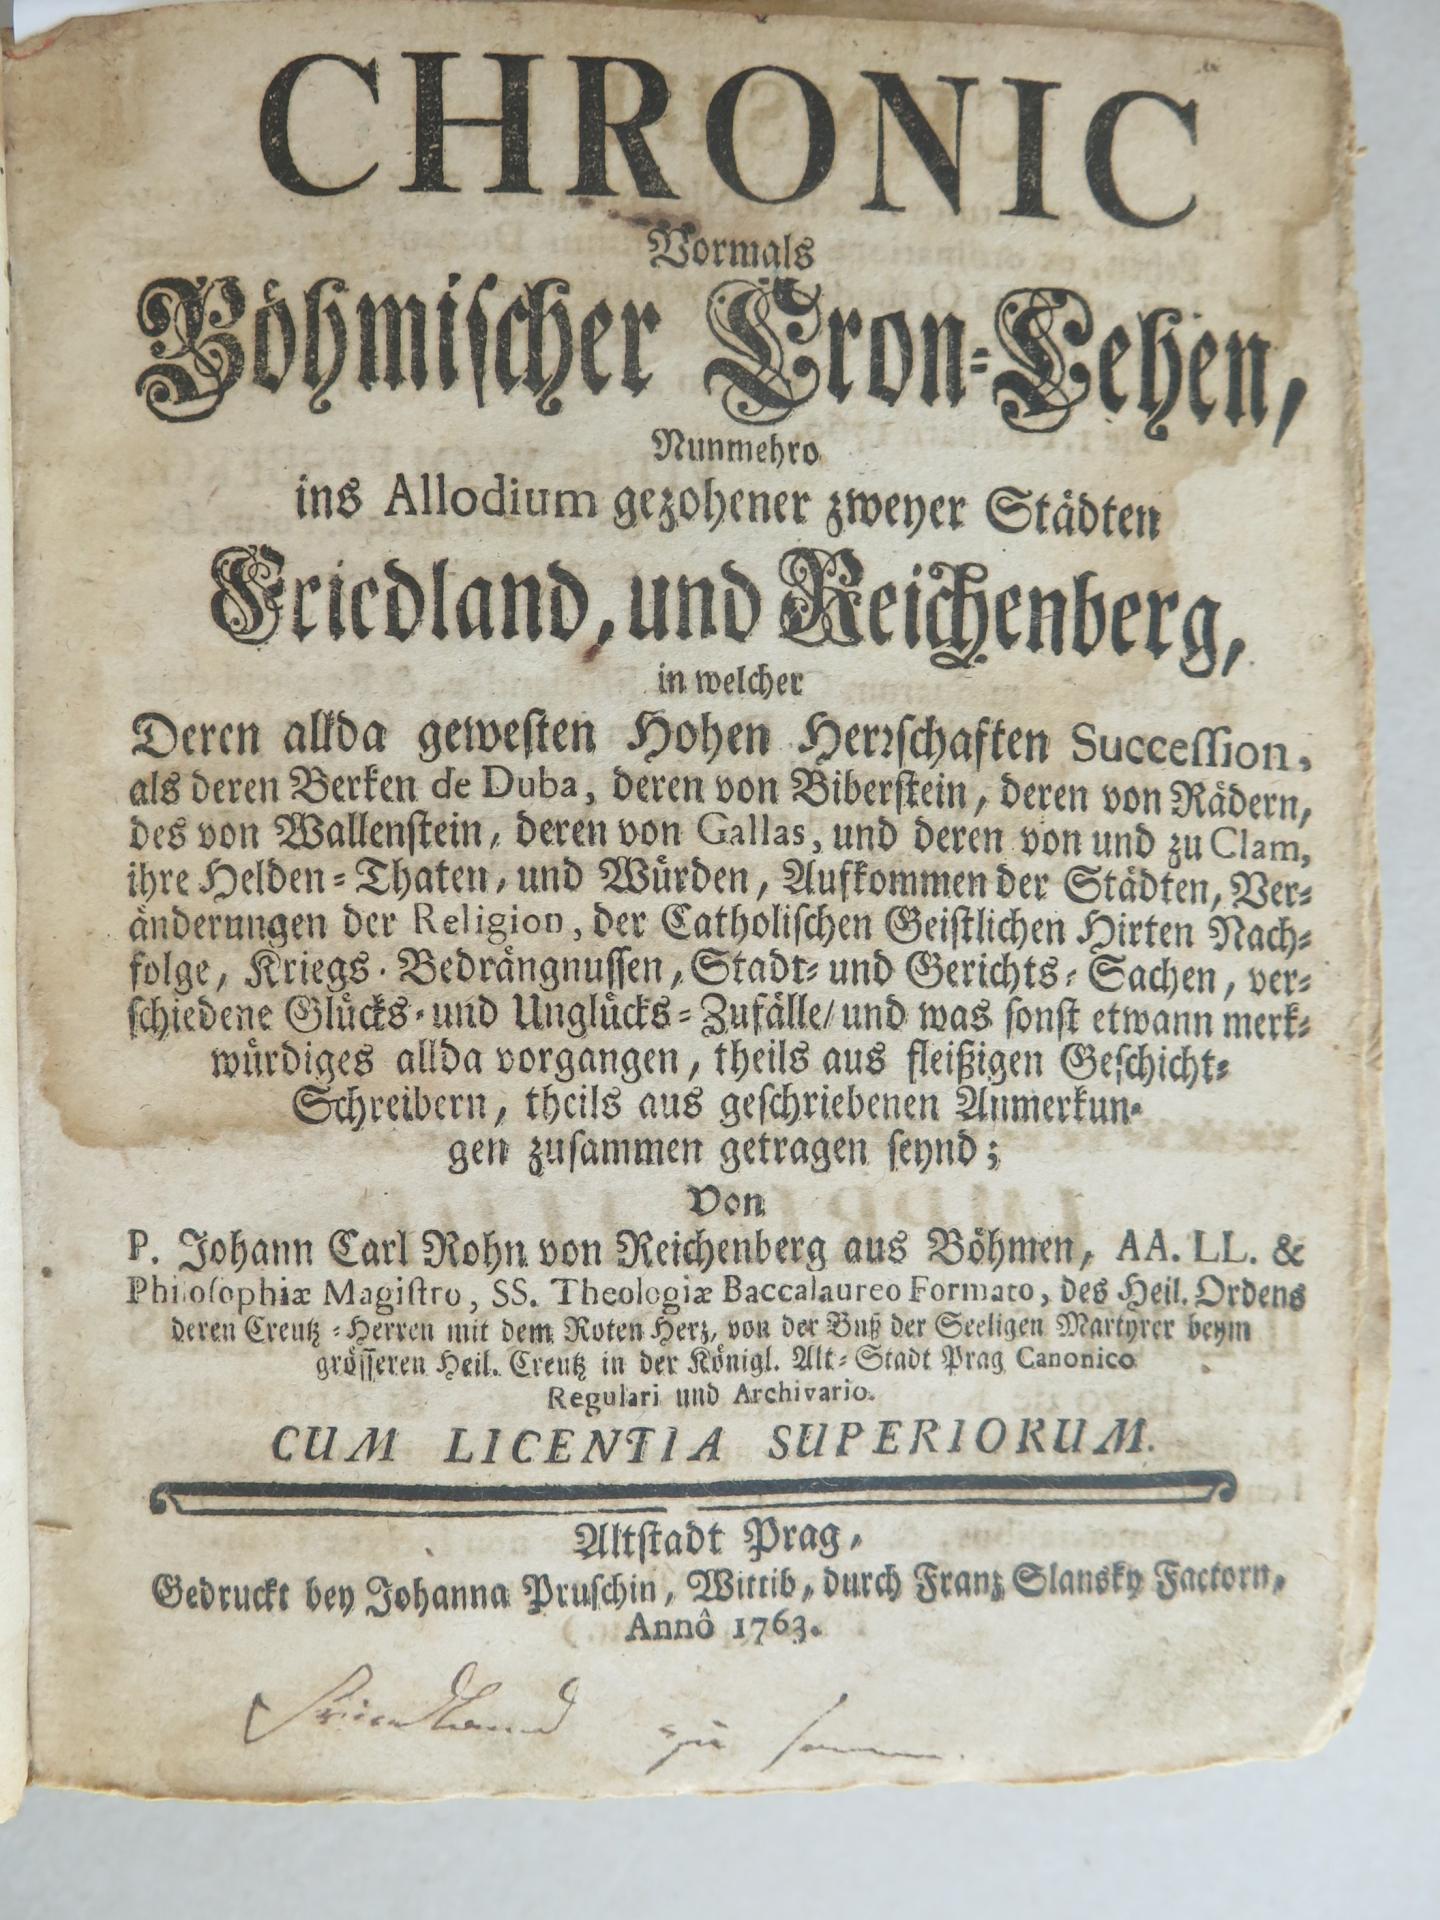 CHRONIC
Vormals
Böhmischer Cron-Lehen,
Nunmehro
ins Allodium gezohener zweyer Städten
Friedland, und Reichenberg,
in welcher
Deren allda gewesten Hohen Herrschaften Succession,
als deren Berken de Duba, deren von Biberstein, deren von Rädern,
des von Wallenstein, deren von Gallas, und deren von und zu Clam,
ihre Helden-Thaten, und Würden, Aufkommen der Städten, Ver-
änderungen der Religion, der Catholischen Geistlichen Hirten Nach-
folge, Kriegs-Bedrängnussen, Stadt- und Gerichts-Sachen, ver-
schiedene Glücks- und Unglücks-Zufälle/ und was sonst etwann merk-
würdiges allda vorgangen, theils aus fleißigen Geschicht-
Schreibern, theils aus geschriebenen Anmerkun-
gen zusammen getragen seynd;
Von
P. Johann Carl Rohn von Reichenberg aus Böhmen, AA. LL. &
Philosophiæ Magistro, SS. Theologiæ Baccalaureo Formato, des Heil. Ordens
deren Creutz-Herren mit dem Roten Herz, von der Buß der Seeligen Martyrer beym
grösseren Heil. Creutz in der Königl. Alt-Stadt Prag Canonico
Regulari und Archivario.
CUM LICENTIA SUPERIORUM.
Altstadt Prag,
Gedruckt bey Johanna Pruschin, Wittib, durch Franz Slansky Factorn,
Annô 1763.
Friedland zu